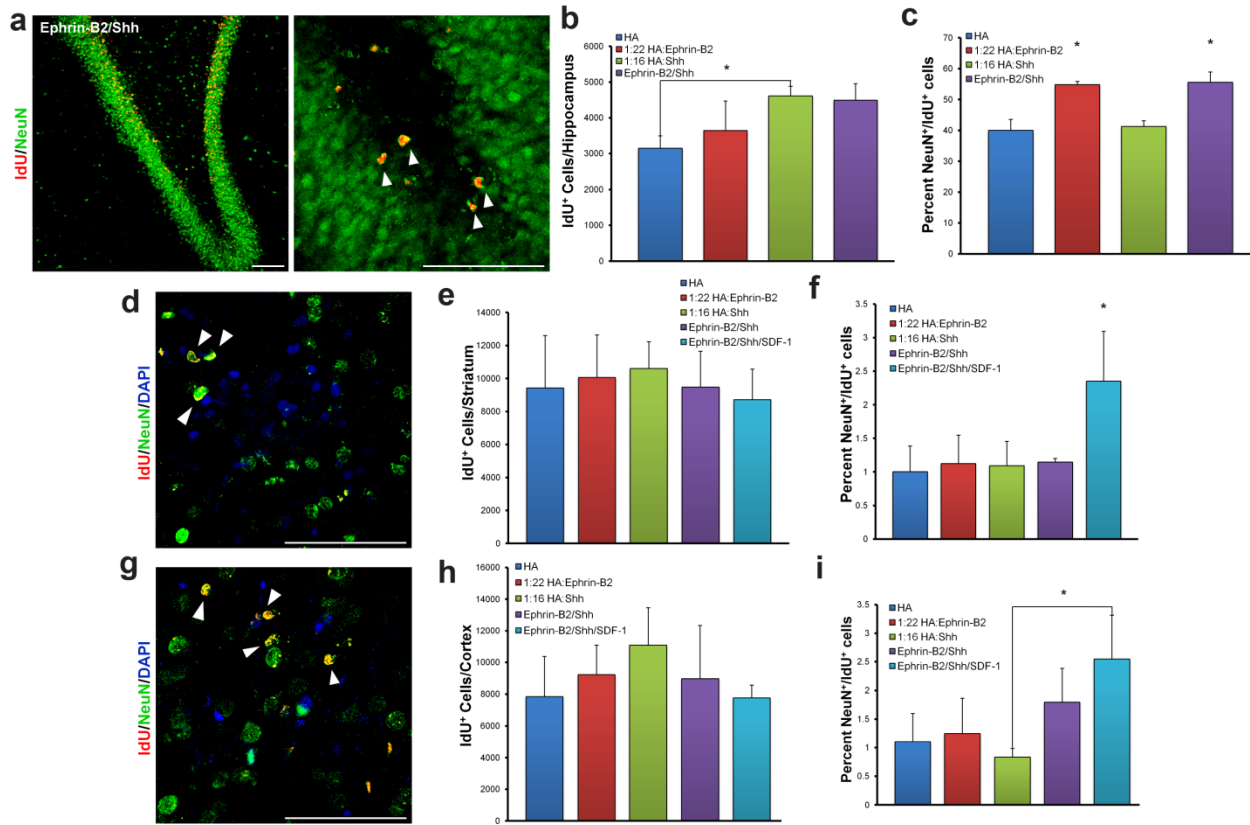 a
Ephrin-B2/Shh
IdU/NeuN
b
HA
1:22 HA:Ephrin-B2
1:16 HA:Shh
Ephrin-B2/Shh
*
IdU⁺ Cells/Hippocampus
6000
5000
4000
3000
2000
1000
0
c
HA
1:22 HA:Ephrin-B2
1:16 HA:Shh
Ephrin-B2/Shh
* *
Percent NeuN⁺/IdU⁺ cells
70
60
50
40
30
20
10
0
d
IdU/NeuN/DAPI
e
HA
1:22 HA:Ephrin-B2
1:16 HA:Shh
Ephrin-B2/Shh
Ephrin-B2/Shh/SDF-1
IdU⁺ Cells/Striatum
14000
12000
10000
8000
6000
4000
2000
0
f
HA
1:22 HA:Ephrin-B2
1:16 HA:Shh
Ephrin-B2/Shh
Ephrin-B2/Shh/SDF-1
*
Percent NeuN⁺/IdU⁺ cells
3.5
3
2.5
2
1.5
1
0.5
0
g
IdU/NeuN/DAPI
h
HA
1:22 HA:Ephrin-B2
1:16 HA:Shh
Ephrin-B2/Shh
Ephrin-B2/Shh/SDF-1
IdU⁺ Cells/Cortex
16000
14000
12000
10000
8000
6000
4000
2000
0
i
HA
1:22 HA:Ephrin-B2
1:16 HA:Shh
Ephrin-B2/Shh
Ephrin-B2/Shh/SDF-1
*
Percent NeuN⁺/IdU⁺ cells
3.5
3
2.5
2
1.5
1
0.5
0